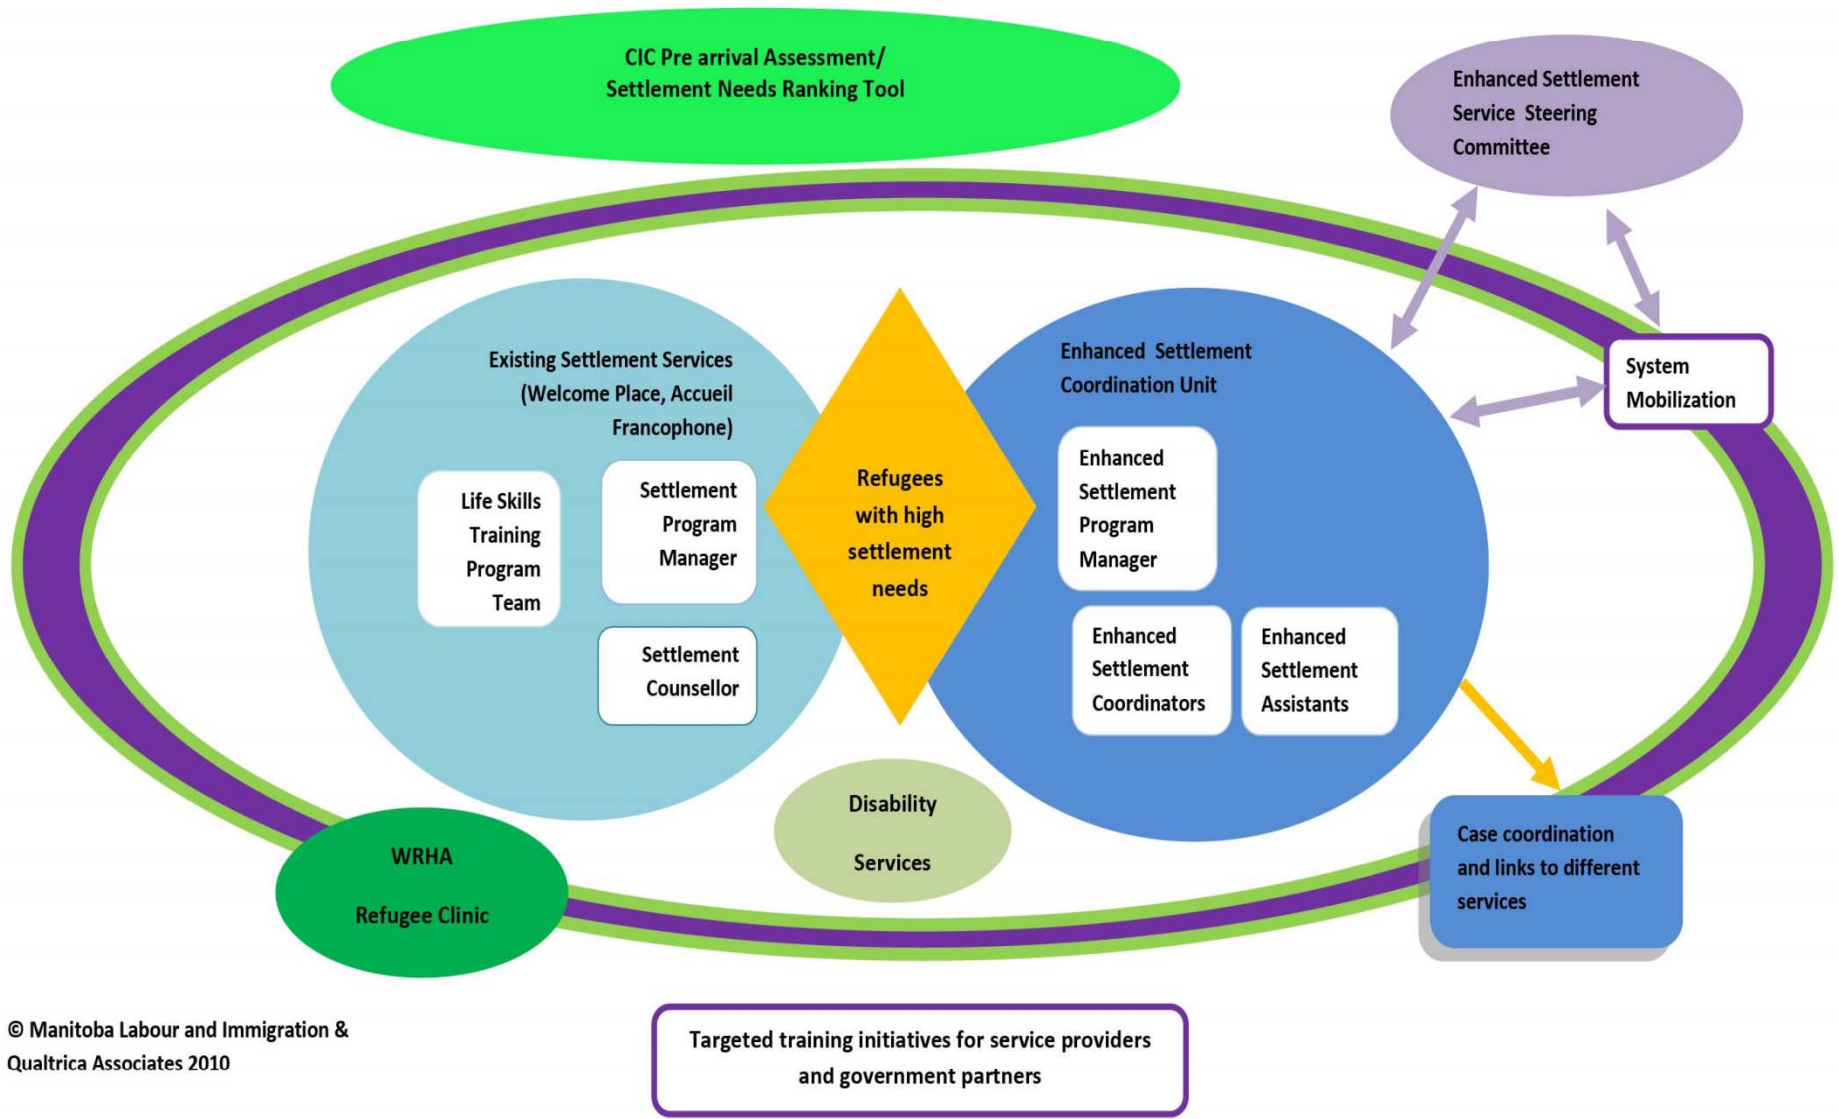 CIC Pre arrival Assessment/
Settlement Needs Ranking Tool
Enhanced Settlement
Service Steering
Committee
Existing Settlement Services
(Welcome Place, Accueil
Francophone)
Life Skills
Training
Program
Team
Settlement
Program
Manager
Settlement
Counsellor
Refugees
with high
settlement
needs
Enhanced Settlement
Coordination Unit
Enhanced
Settlement
Program
Manager
Enhanced
Settlement
Coordinators
Enhanced
Settlement
Assistants
System
Mobilization
Disability
Services
WRHA
Refugee Clinic
Case coordination
and links to different
services
© Manitoba Labour and Immigration &
Qualtrica Associates 2010
Targeted training initiatives for service providers
and government partners